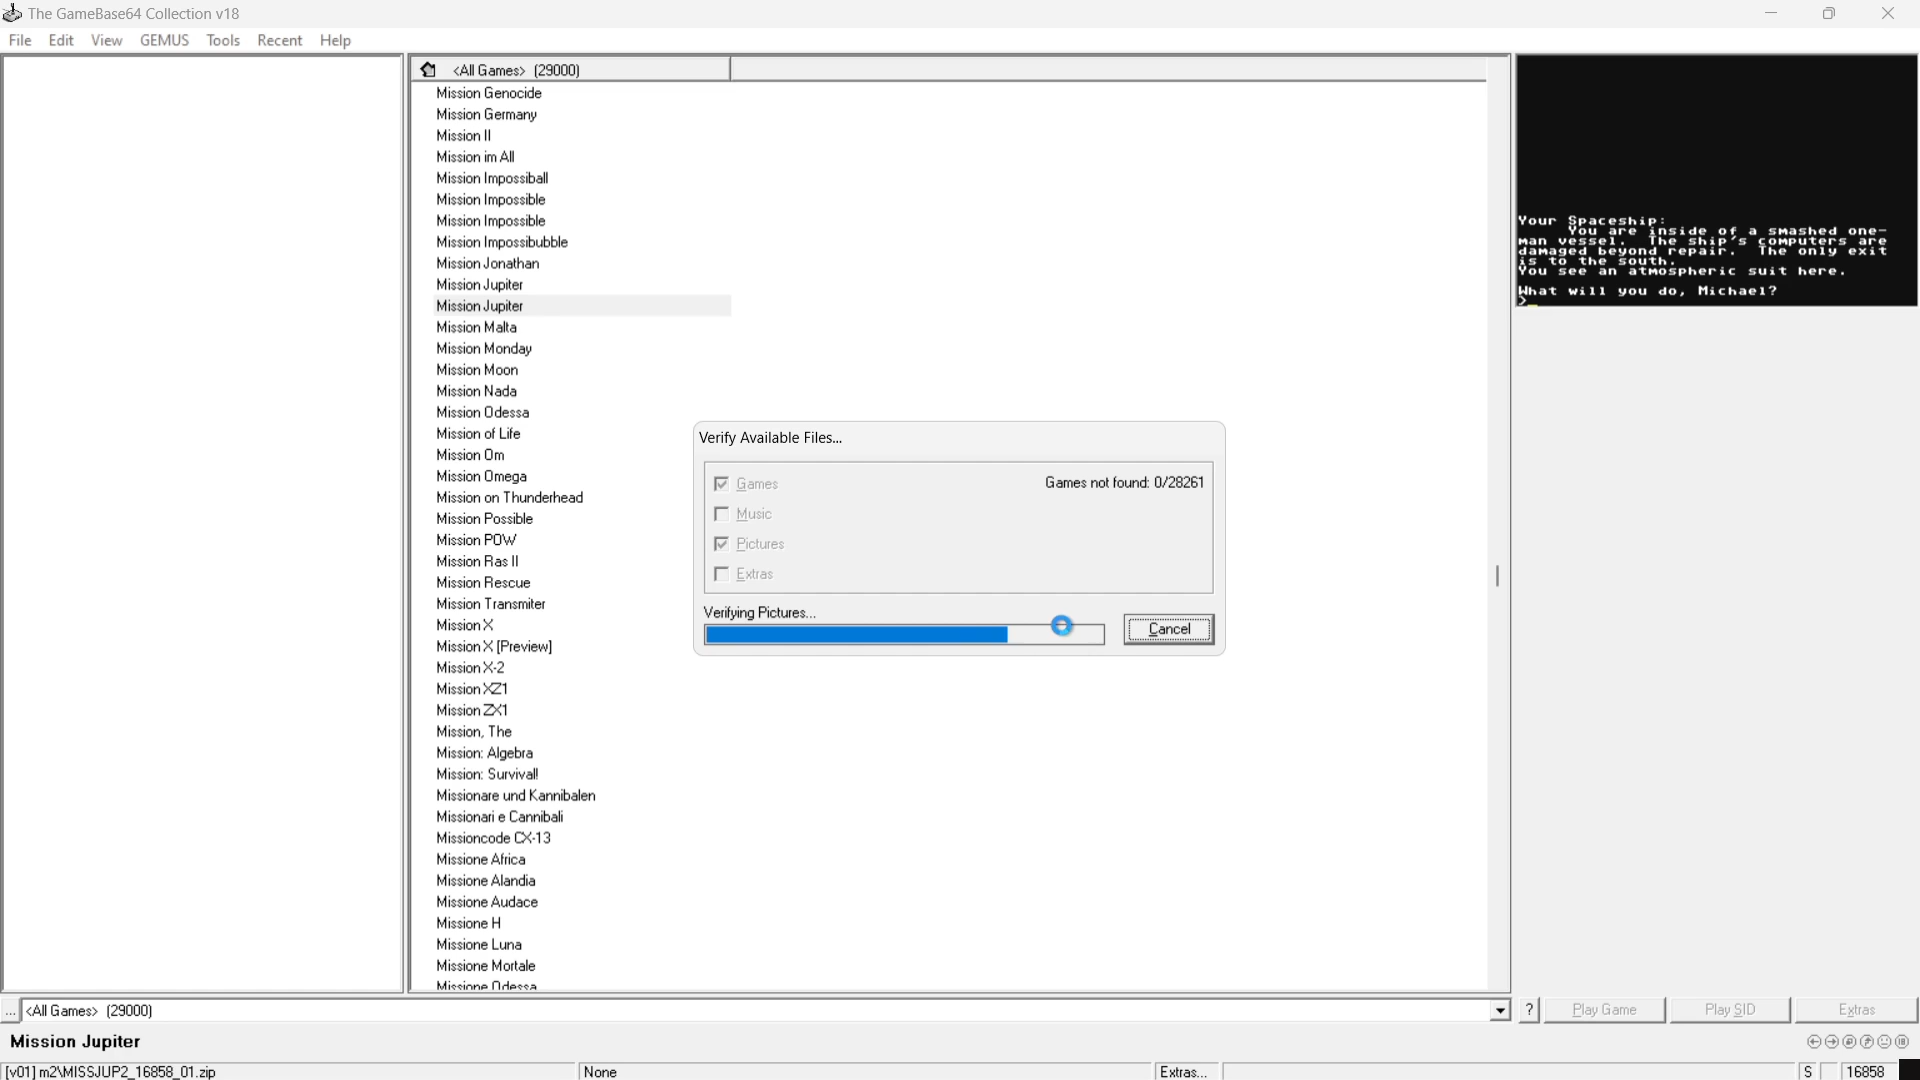 The GameBase64 Collection v18
File Edit View GEMUS Tools Recent Help
<All Games> (29000)
Mission Genocide
Mission Germany
Mission II
Mission im All
Mission Impossiball
Mission Impossible
Mission Impossible
Mission Impossibubble
Mission Jonathan
Mission Jupiter
Mission Jupiter
Mission Malta
Mission Monday
Mission Moon
Mission Nada
Mission Odessa
Mission of Life
Mission Om
Mission Omega
Mission on Thunderhead
Mission Possible
Mission POW
Mission Ras II
Mission Rescue
Mission Transmiter
Mission X
Mission X [Preview]
Mission X-2
Mission XZ1
Mission ZX1
Mission, The
Mission: Algebra
Mission: Survival!
Missionare und Kannibalen
Missionari e Cannibali
Missioncode CX-13
Missione Africa
Missione Alandia
Missione Audace
Missione H
Missione Luna
Missione Mortale
Missione Odessa
Verify Available Files...
Games
Games not found: 0/28261
Music
Pictures
Extras
Verifying Pictures...
Cancel
Your Spaceship:
You are inside of a smashed one-
man vessel. The ship's computers are
damaged beyond repair. The only exit
is to the south.
You see an atmospheric suit here.
What will you do, Michael?
>
... <All Games> (29000)
? Play Game Play SID Extras
Mission Jupiter
[v01] m2\MISSJUP2_16858_01.zip None Extras... S 16858